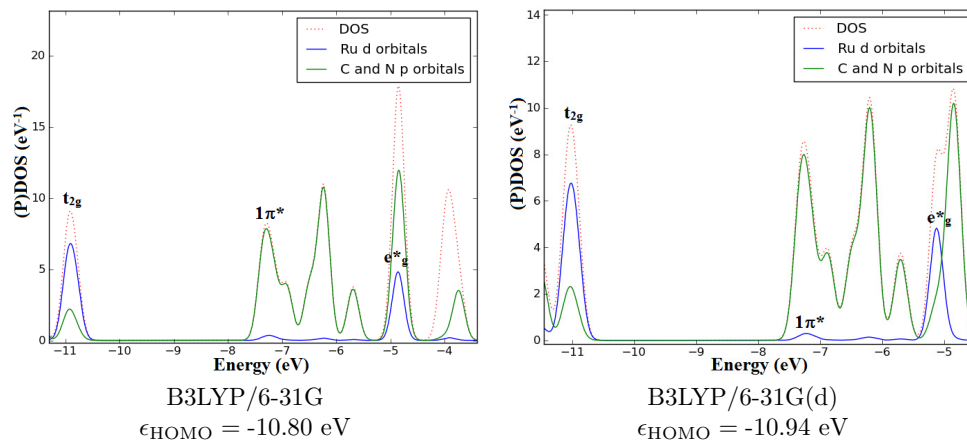 DOS
Ru d orbitals
C and N p orbitals
(P)DOS (eV⁻¹)
20
15
10
5
0
t₂g
1π*
e*g
−11 −10 −9 −8 −7 −6 −5 −4
Energy (eV)
B3LYP/6-31G
ϵHOMO = -10.80 eV
DOS
Ru d orbitals
C and N p orbitals
(P)DOS (eV⁻¹)
14
12
10
8
6
4
2
0
t₂g
e*g
1π*
−11 −10 −9 −8 −7 −6 −5
Energy (eV)
B3LYP/6-31G(d)
ϵHOMO = -10.94 eV